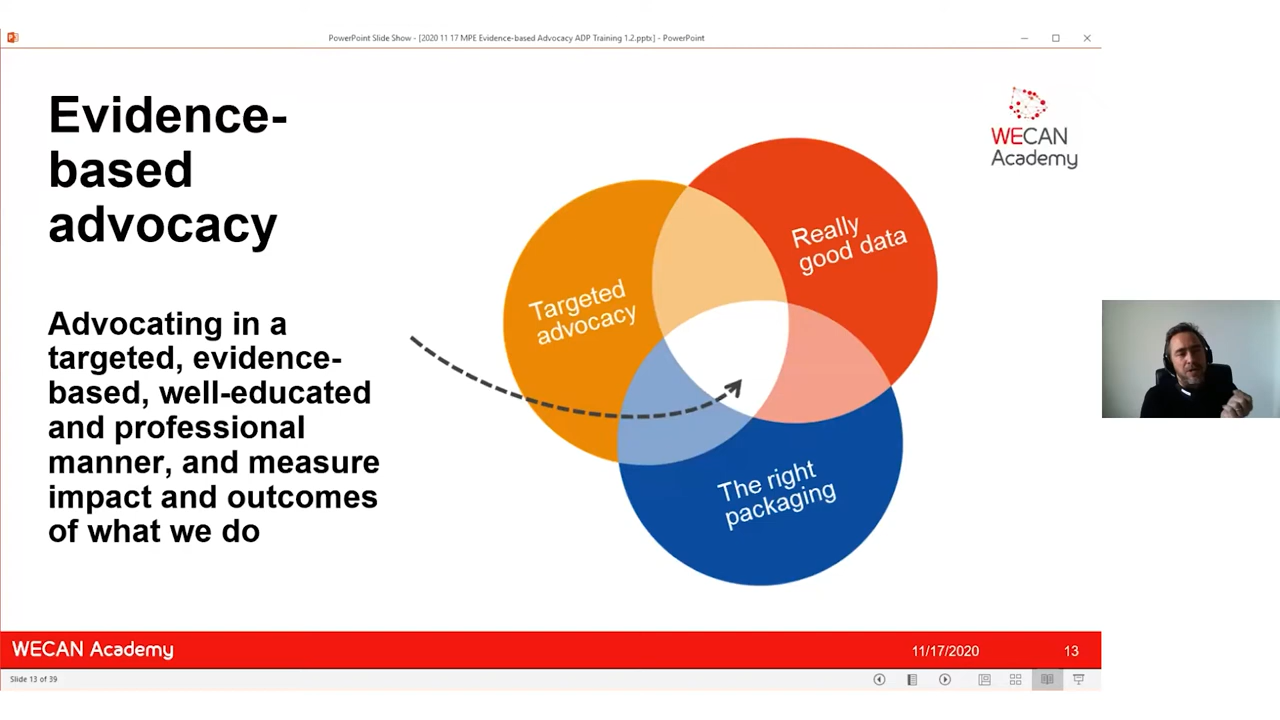 PowerPoint Slide Show - [2020 11 17 MPE Evidence-based Advocacy ADP Training 1.2.pptx] - PowerPoint
Evidence-
based
advocacy
Advocating in a
targeted, evidence-
based, well-educated
and professional
manner, and measure
impact and outcomes
of what we do
Targeted
advocacy
Really
good data
The right
packaging
WECAN
Academy
WECAN Academy
11/17/2020
13
Slide 13 of 39